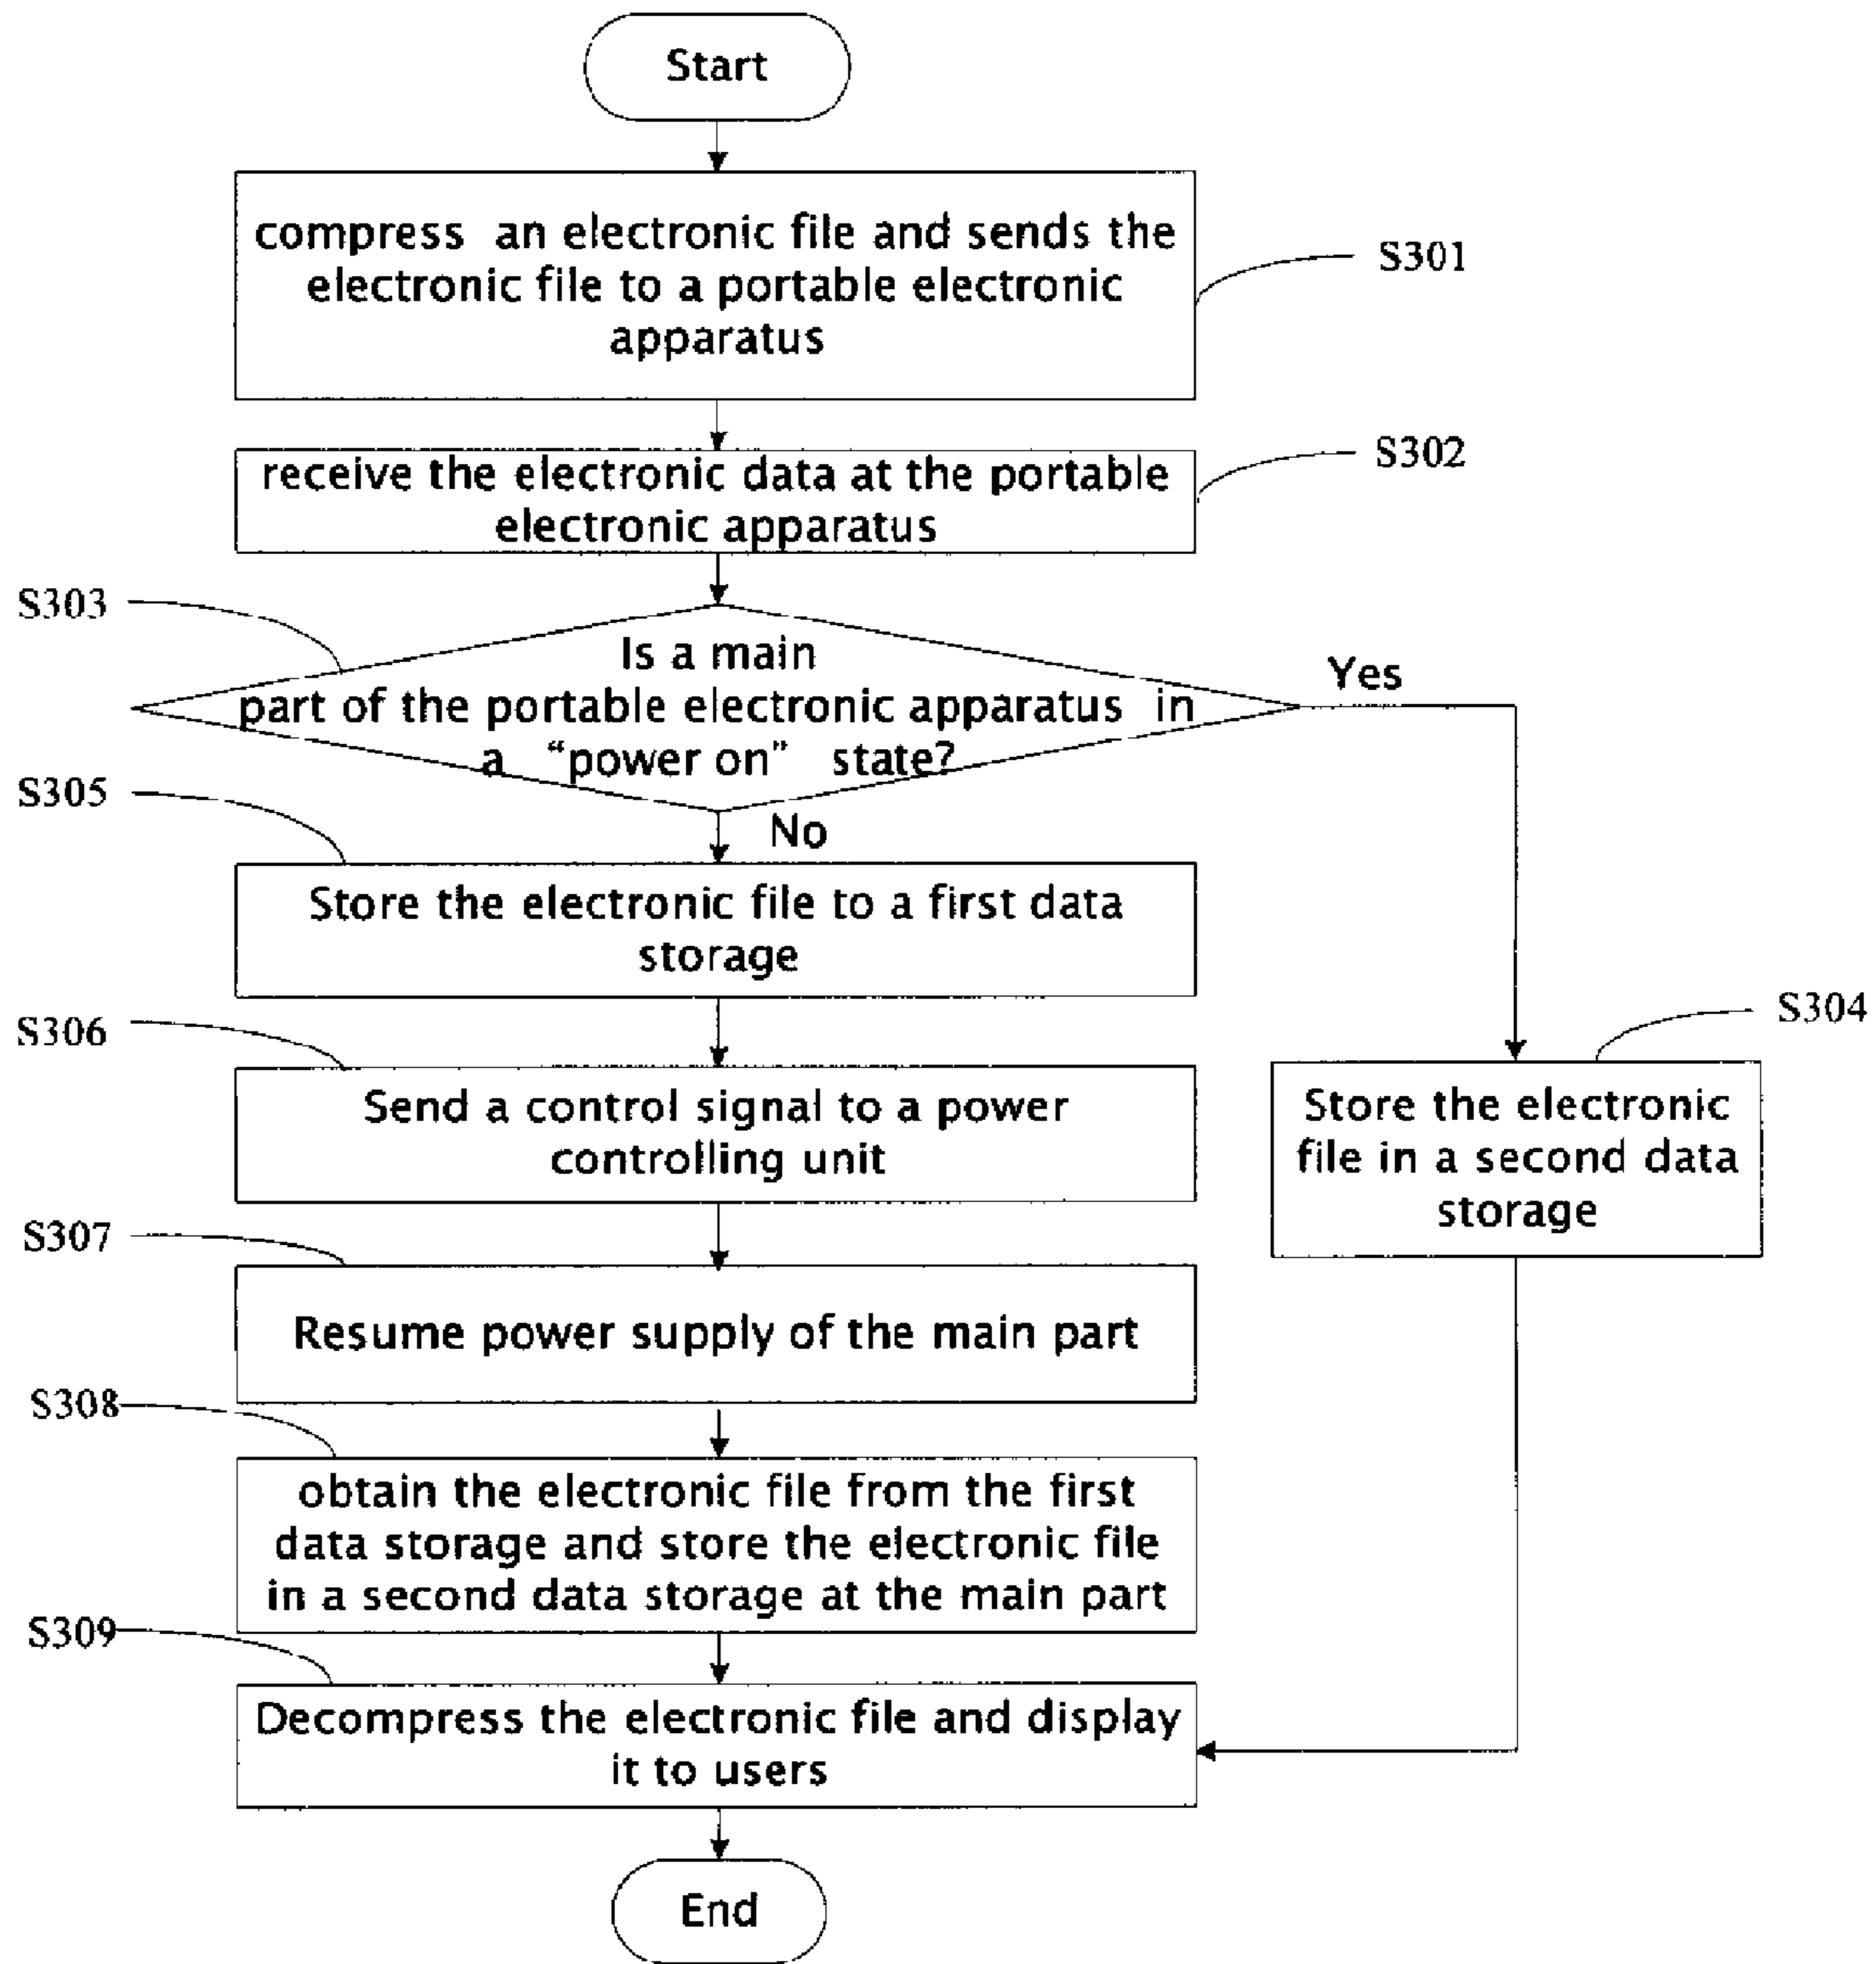 Start
compress an electronic file and sends the
electronic file to a portable electronic
apparatus
S301
receive the electronic data at the portable
electronic apparatus
S302
S303
Is a main
part of the portable electronic apparatus in
a “power on” state?
Yes
No
S305
Store the electronic file to a first data
storage
S304
Store the electronic
file in a second data
storage
S306
Send a control signal to a power
controlling unit
S307
Resume power supply of the main part
S308
obtain the electronic file from the first
data storage and store the electronic file
in a second data storage at the main part
S309
Decompress the electronic file and display
it to users
End